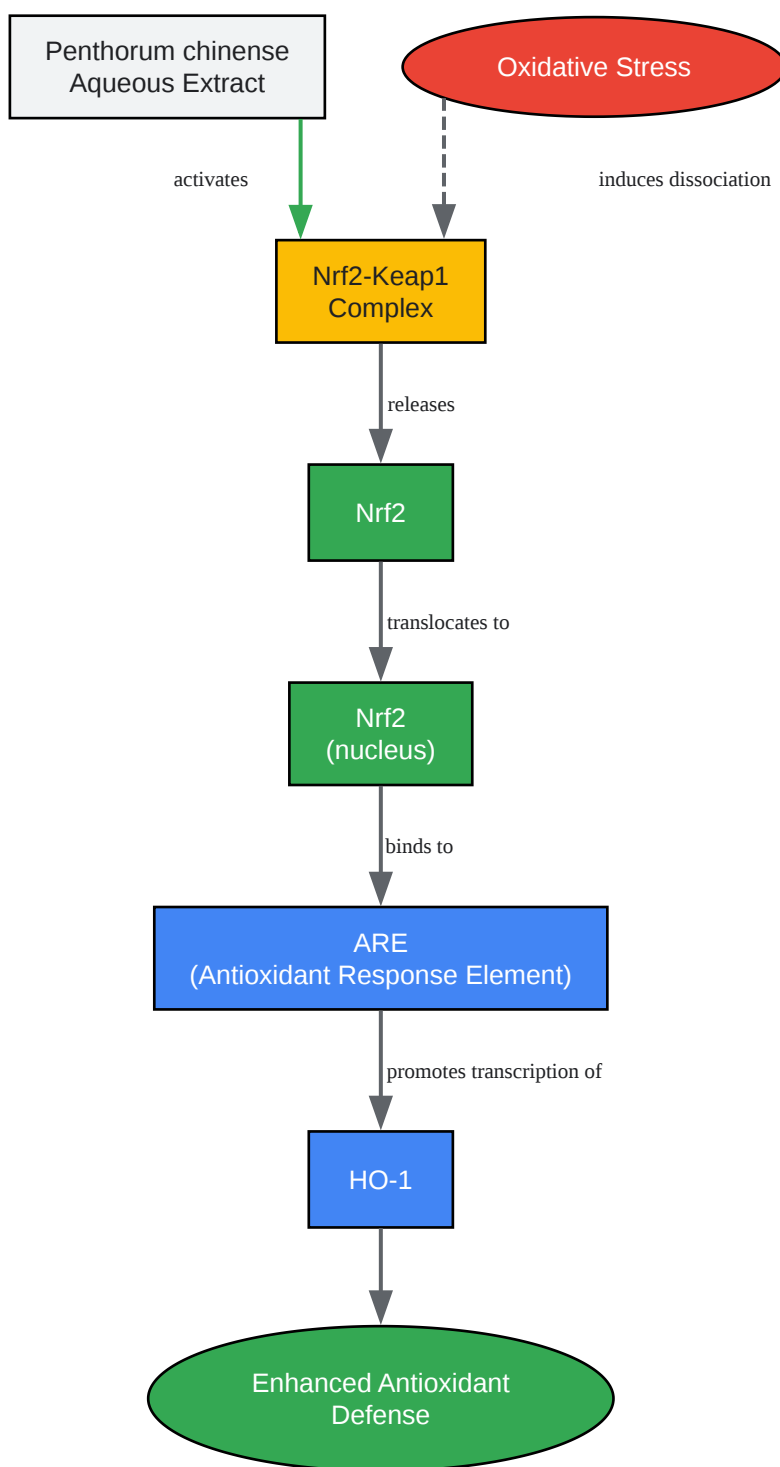 Penthorum chinense
Aqueous Extract
Oxidative Stress
activates
induces dissociation
Nrf2-Keap1
Complex
releases
Nrf2
translocates to
Nrf2
(nucleus)
binds to
ARE
(Antioxidant Response Element)
promotes transcription of
HO-1
Enhanced Antioxidant
Defense